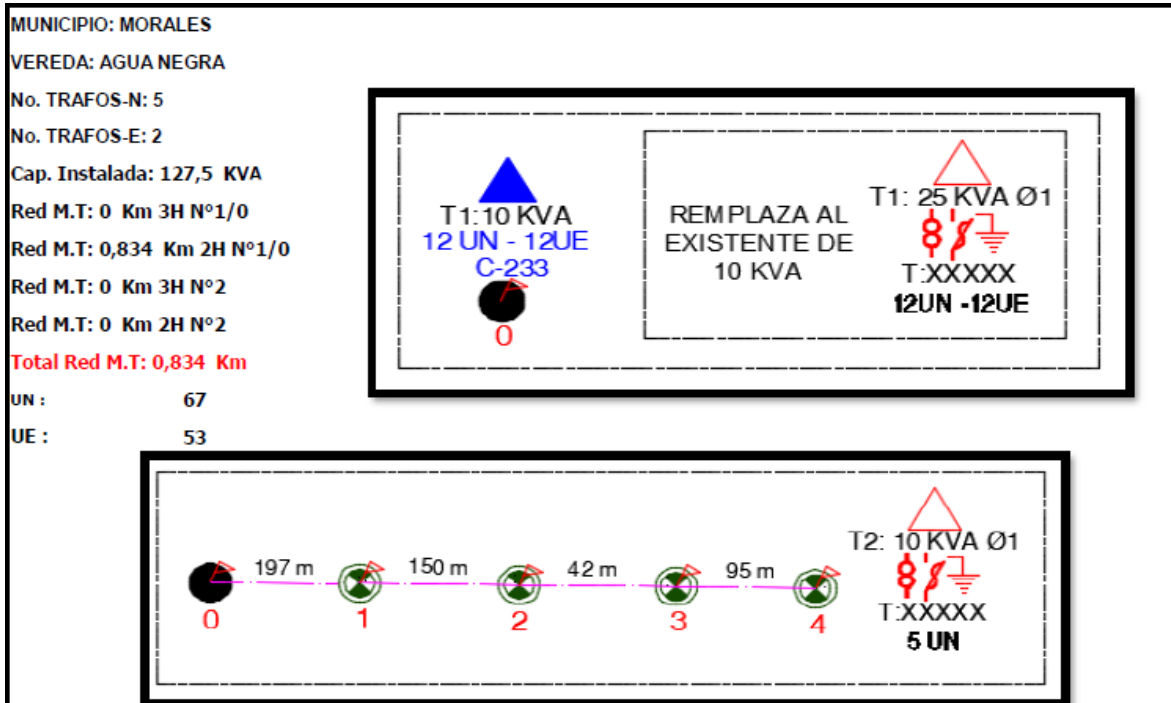 MUNICIPIO: MORALES
VEREDA: AGUA NEGRA
No. TRAFOS-N: 5
No. TRAFOS-E: 2
Cap. Instalada: 127,5 KVA
Red M.T: 0 Km 3H Nº1/0
Red M.T: 0,834 Km 2H Nº1/0
Red M.T: 0 Km 3H Nº2
Red M.T: 0 Km 2H Nº2
Total Red M.T: 0,834 Km
UN : 67
UE : 53
T1:10 KVA
12 UN - 12UE
C-233
0
REMPLAZA AL
EXISTENTE DE
10 KVA
T1: 25 KVA Ø1
T:XXXXX
12UN -12UE
197 m
150 m
42 m
95 m
0
1
2
3
4
T2: 10 KVA Ø1
T:XXXXX
5 UN